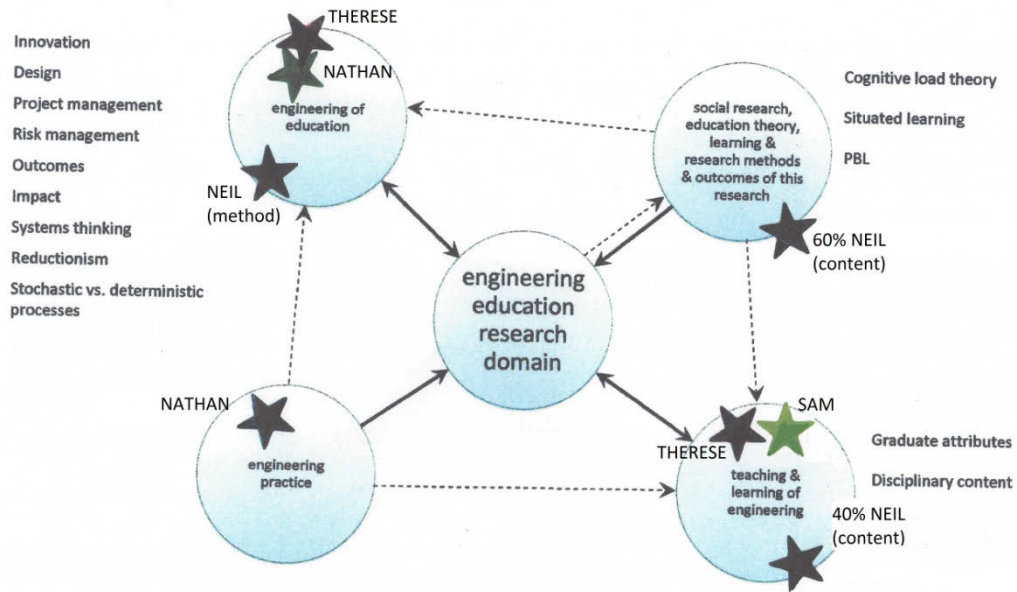 THERESE
NATHAN
engineering of
education
NEIL
(method)
Innovation
Design
Project management
Risk management
Outcomes
Impact
Systems thinking
Reductionism
Stochastic vs. deterministic
processes
social research,
education theory,
learning &
research methods
& outcomes of this
research
60% NEIL
(content)
Cognitive load theory
Situated learning
PBL
engineering
education
research
domain
NATHAN
engineering
practice
SAM
THERESE
teaching &
learning of
engineering
40% NEIL
(content)
Graduate attributes
Disciplinary content